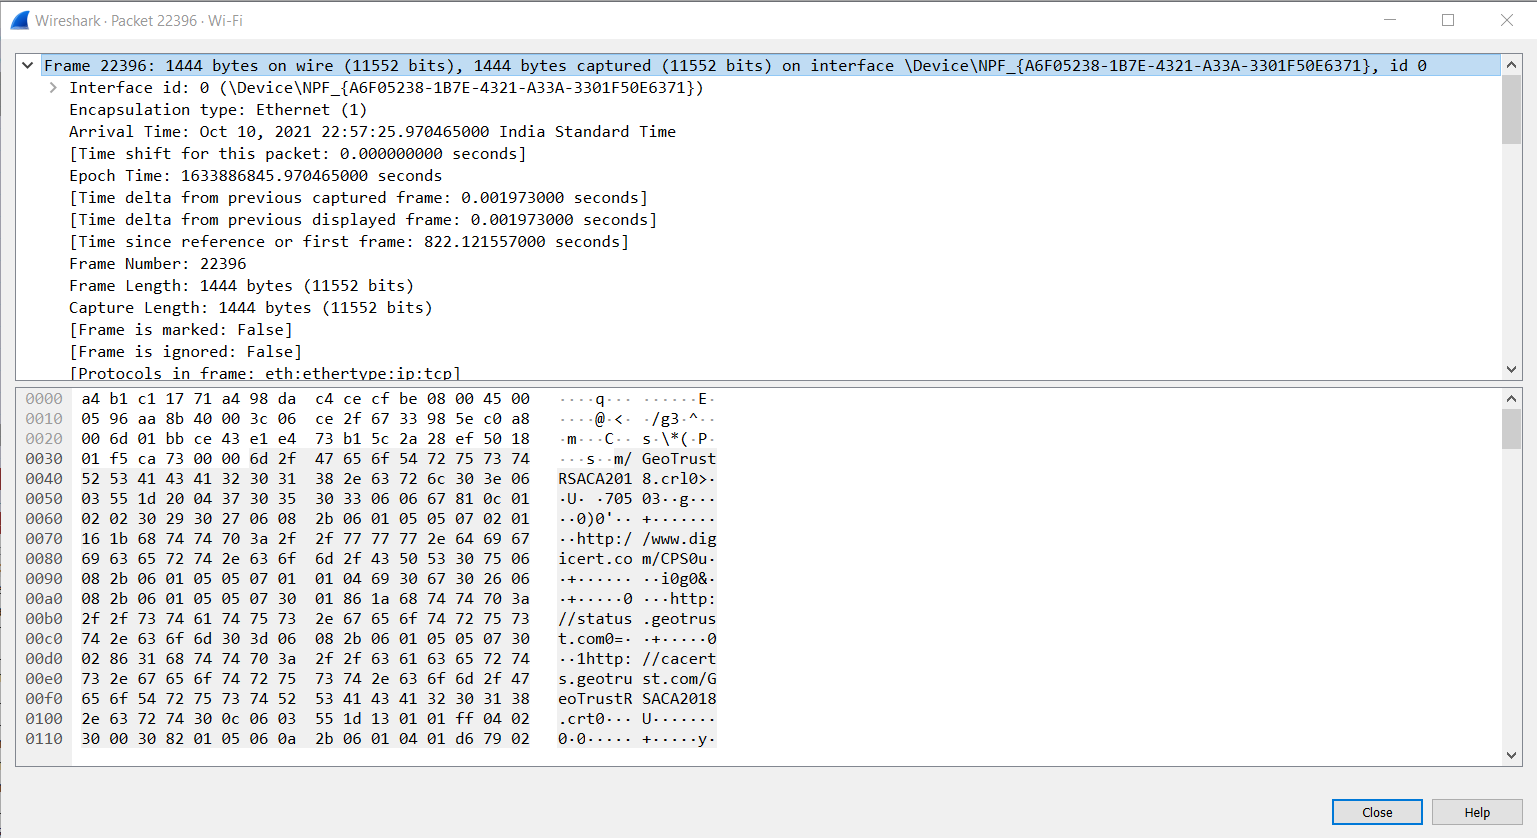 Wireshark · Packet 22396 · Wi-Fi
Frame 22396: 1444 bytes on wire (11552 bits), 1444 bytes captured (11552 bits) on interface \Device\NPF_{A6F05238-1B7E-4321-A33A-3301F50E6371}, id 0
Interface id: 0 (\Device\NPF_{A6F05238-1B7E-4321-A33A-3301F50E6371})
Encapsulation type: Ethernet (1)
Arrival Time: Oct 10, 2021 22:57:25.970465000 India Standard Time
[Time shift for this packet: 0.000000000 seconds]
Epoch Time: 1633886845.970465000 seconds
[Time delta from previous captured frame: 0.001973000 seconds]
[Time delta from previous displayed frame: 0.001973000 seconds]
[Time since reference or first frame: 822.121557000 seconds]
Frame Number: 22396
Frame Length: 1444 bytes (11552 bits)
Capture Length: 1444 bytes (11552 bits)
[Frame is marked: False]
[Frame is ignored: False]
[Protocols in frame: eth:ethertype:ip:tcp]
0000 a4 b1 c1 17 71 a4 98 da c4 ce cf be 08 00 45 00 ····q··· ······E·
0010 05 96 aa 8b 40 00 3c 06 ce 2f 67 33 98 5e c0 a8 ····@·<· ·/g3·^··
0020 00 6d 01 bb ce 43 e1 e4 73 b1 5c 2a 28 ef 50 18 ·m···C·· s·\*(·P·
0030 01 f5 ca 73 00 00 6d 2f 47 65 6f 54 72 75 73 74 ···s··m/ GeoTrust
0040 52 53 41 43 41 32 30 31 38 2e 63 72 6c 30 3e 06 RSACA201 8.crl0>·
0050 03 55 1d 20 04 37 30 35 30 33 06 06 67 81 0c 01 ·U· ·705 03··g···
0060 02 02 30 29 30 27 06 08 2b 06 01 05 05 07 02 01 ··0)0'·· +·······
0070 16 1b 68 74 74 70 3a 2f 2f 77 77 77 2e 64 69 67 ··http:/ /www.dig
0080 69 63 65 72 74 2e 63 6f 6d 2f 43 50 53 30 75 06 icert.co m/CPS0u·
0090 08 2b 06 01 05 05 07 01 01 04 69 30 67 30 26 06 ·+······ ··i0g0&·
00a0 08 2b 06 01 05 05 07 30 01 86 1a 68 74 74 70 3a ·+·····0 ···http:
00b0 2f 2f 73 74 61 74 75 73 2e 67 65 6f 74 72 75 73 //status .geotrus
00c0 74 2e 63 6f 6d 30 3d 06 08 2b 06 01 05 05 07 30 t.com0=· ·+·····0
00d0 02 86 31 68 74 74 70 3a 2f 2f 63 61 63 65 72 74 ··1http: //cacert
00e0 73 2e 67 65 6f 74 72 75 73 74 2e 63 6f 6d 2f 47 s.geotru st.com/G
00f0 65 6f 54 72 75 73 74 52 53 41 43 41 32 30 31 38 eoTrustR SACA2018
0100 2e 63 72 74 30 0c 06 03 55 1d 13 01 01 ff 04 02 .crt0··· U·······
0110 30 00 30 82 01 05 06 0a 2b 06 01 04 01 d6 79 02 0·0····· +·····y·
Close
Help